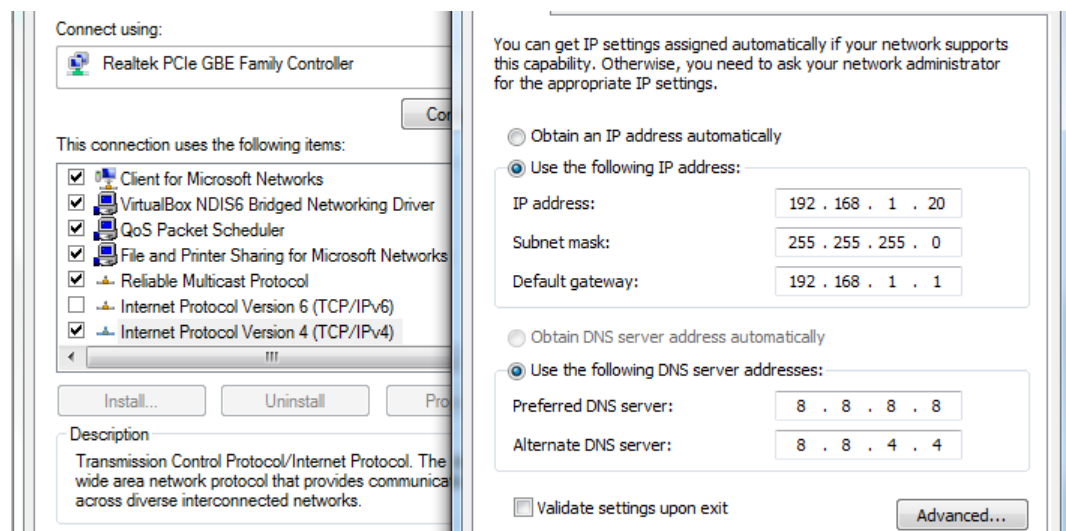 Connect using:
Realtek PCIe GBE Family Controller
This connection uses the following items:
Client for Microsoft Networks
VirtualBox NDIS6 Bridged Networking Driver
QoS Packet Scheduler
File and Printer Sharing for Microsoft Networks
Reliable Multicast Protocol
Internet Protocol Version 6 (TCP/IPv6)
Internet Protocol Version 4 (TCP/IPv4)
Install...
Uninstall
Description
Transmission Control Protocol/Internet Protocol. The
wide area network protocol that provides
across diverse interconnected networks.
You can get IP settings assigned automatically if your network supports
this capability. Otherwise, you need to ask your network administrator
for the appropriate IP settings.
Obtain an IP address automatically
Use the following IP address:
IP address: 192 . 168 . 1 . 20
Subnet mask: 255 . 255 . 255 . 0
Default gateway: 192 . 168 . 1 . 1
Obtain DNS server address automatically
Use the following DNS server addresses:
Preferred DNS server: 8 . 8 . 8 . 8
Alternate DNS server: 8 . 8 . 4 . 4
Validate settings upon exit
Advanced...